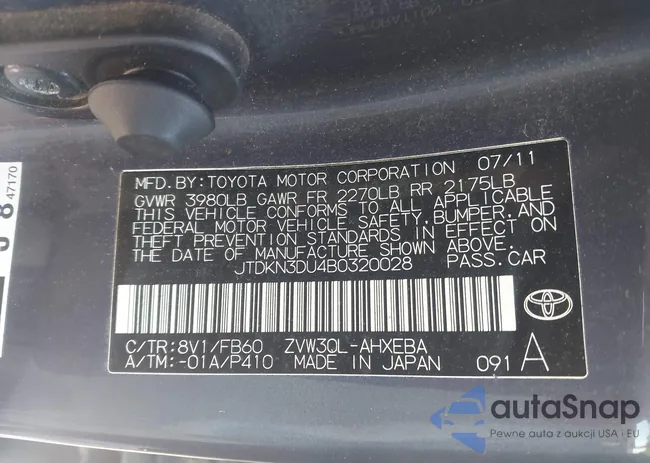 MFD. BY: TOYOTA MOTOR CORPORATION 07/11
GVWR 3980LB GAWR FR 2270LB RR 2175LB
THIS VEHICLE CONFORMS TO ALL APPLICABLE
FEDERAL MOTOR VEHICLE SAFETY, BUMPER, AND
THEFT PREVENTION STANDARDS IN EFFECT ON
THE DATE OF MANUFACTURE SHOWN ABOVE.
JTDKN3DU4B0320028 PASS. CAR
C/TR: 8V1/FB60 ZVW30L-AHXEBA
A/TM: -01A/P410 MADE IN JAPAN 091 A
47170
autaSnap
Pewne auta z aukcji USA i EU